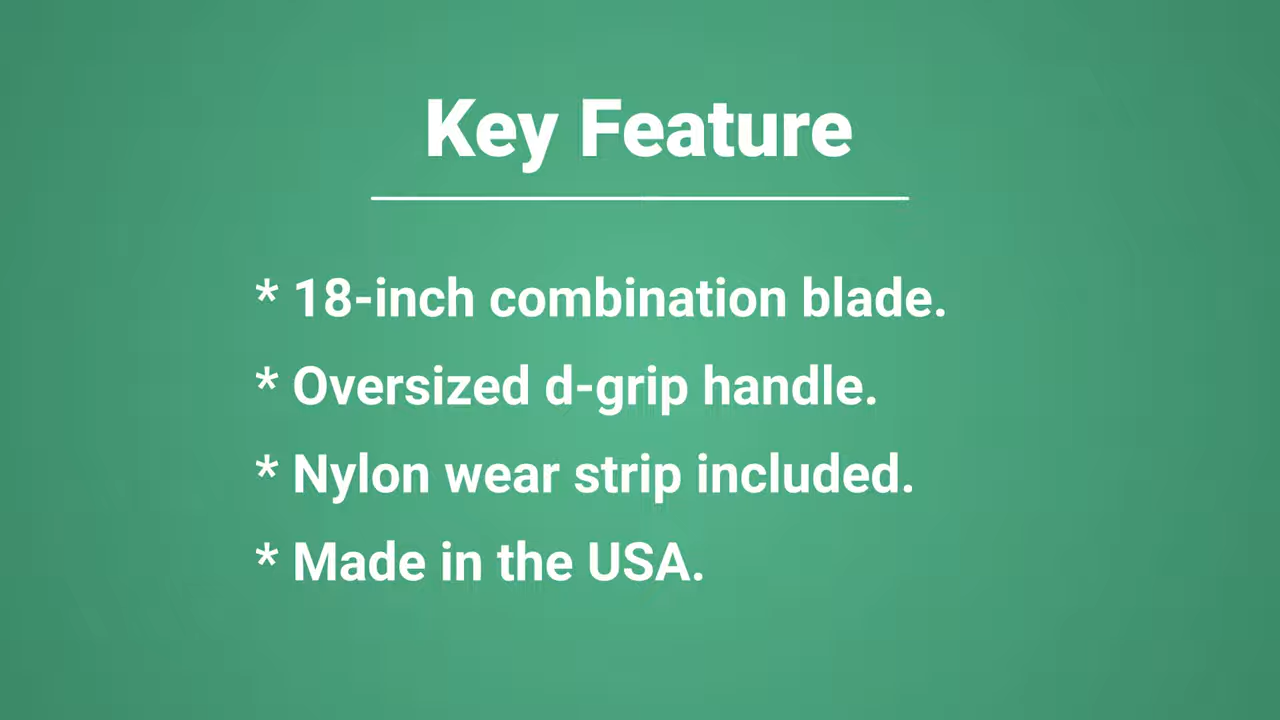 Key Feature
* 18-inch combination blade.
* Oversized d-grip handle.
* Nylon wear strip included.
* Made in the USA.